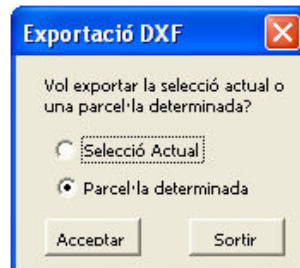 Exportació DXF
Vol exportar la selecció actual o
una parcel·la determinada?
Selecció Actual
Parcel·la determinada
Acceptar
Sortir